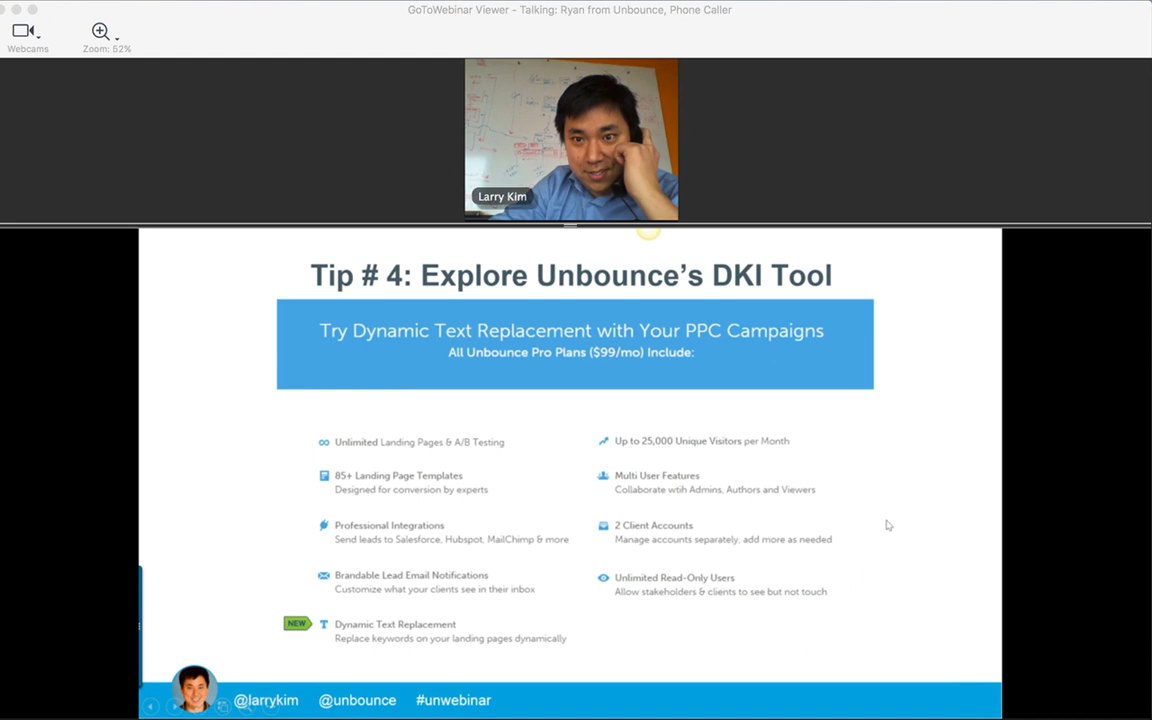 GoToWebinar Viewer - Talking: Ryan from Unbounce, Phone Caller
Webcams
Zoom: 52%
Larry Kim
Tip # 4: Explore Unbounce's DKI Tool
Try Dynamic Text Replacement with Your PPC Campaigns
All Unbounce Pro Plans ($99/mo) Include:
Unlimited Landing Pages & A/B Testing
85+ Landing Page Templates
Designed for conversion by experts
Professional Integrations
Send leads to Salesforce, Hubspot, MailChimp & more
Brandable Lead Email Notifications
Customize what your clients see in their inbox
NEW
Dynamic Text Replacement
Replace keywords on your landing pages dynamically
Up to 25,000 Unique Visitors per Month
Multi User Features
Collaborate wtih Admins, Authors and Viewers
2 Client Accounts
Manage accounts separately, add more as needed
Unlimited Read-Only Users
Allow stakeholders & clients to see but not touch
@larrykim @unbounce #unwebinar